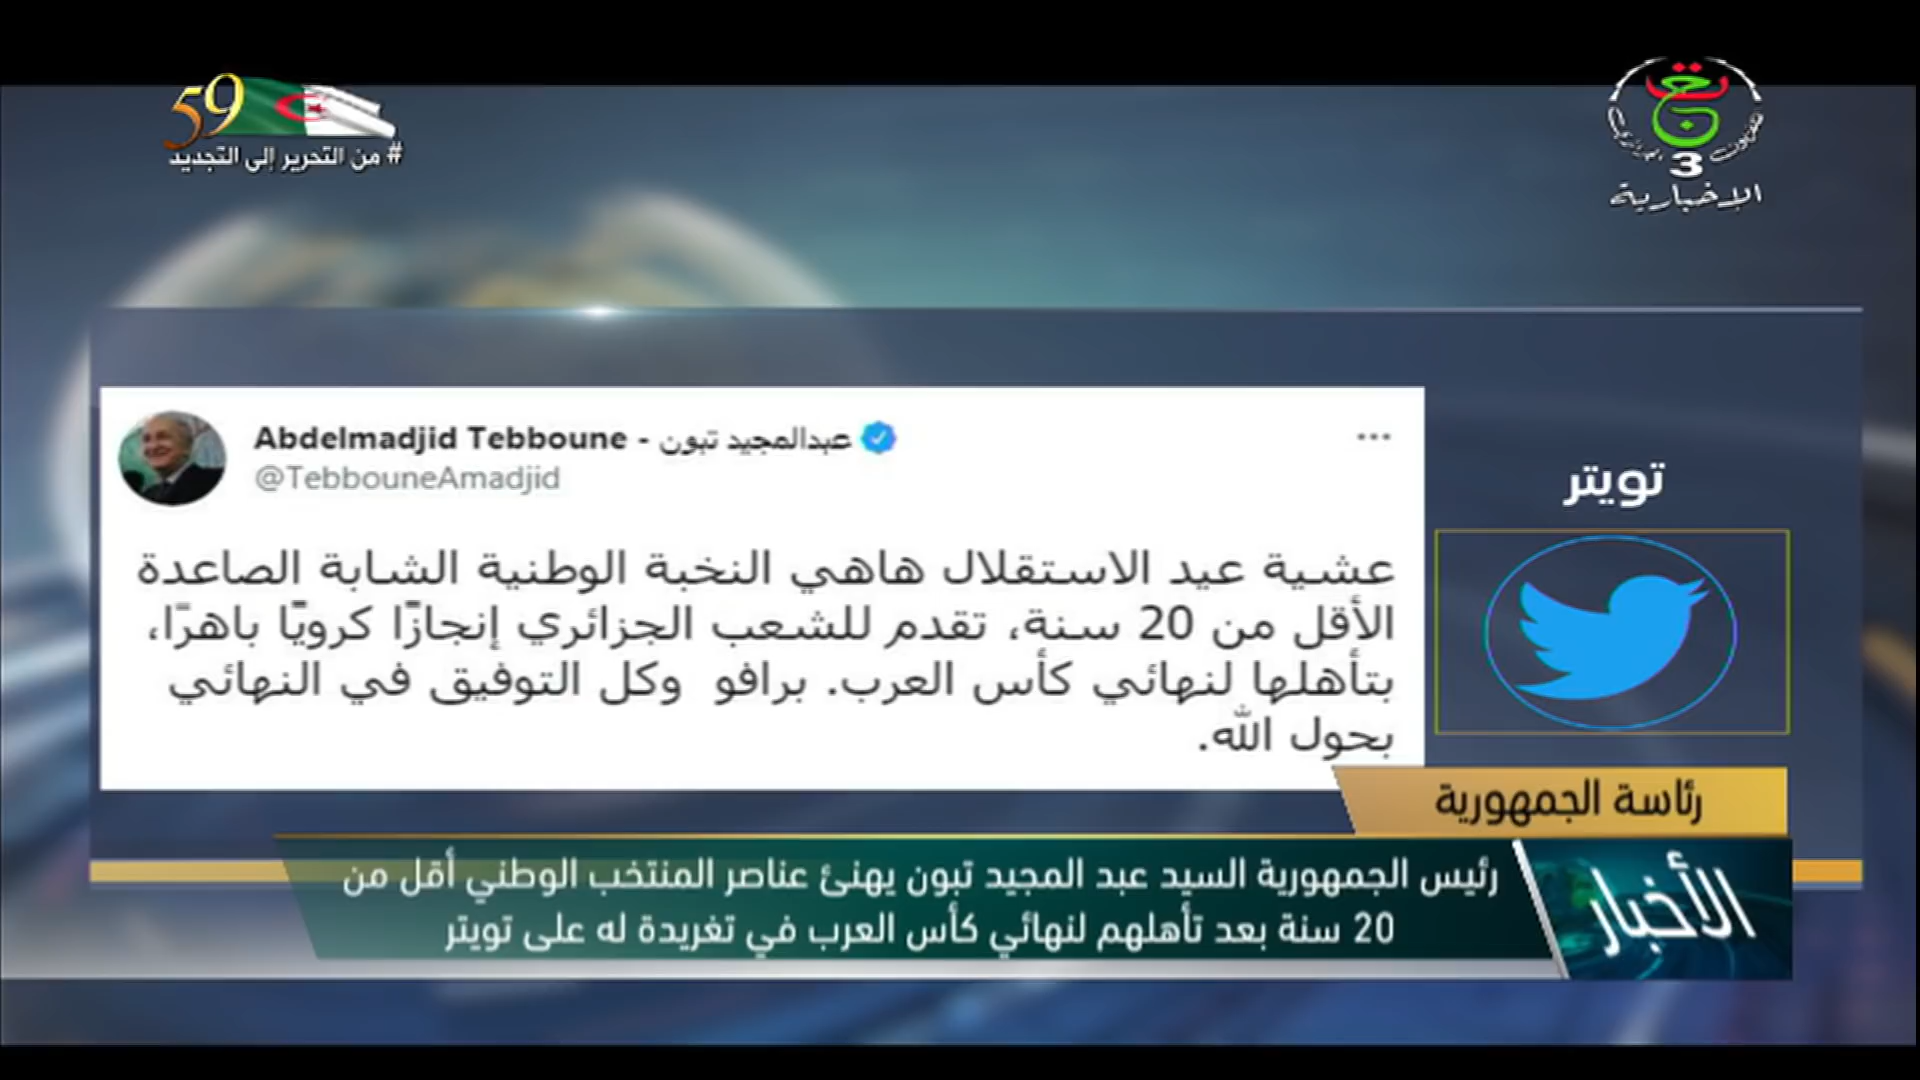 59
# من التحرير إلى التجديد
3
الإخبارية
Abdelmadjid Tebboune - عبدالمجيد تبون
@TebbouneAmadjid
عشية عيد الاستقلال هاهي النخبة الوطنية الشابة الصاعدة
الأقل من 20 سنة، تقدم للشعب الجزائري إنجازًا كرويًا باهرًا،
بتأهلها لنهائي كأس العرب. برافو وكل التوفيق في النهائي
بحول الله.
تويتر
رئاسة الجمهورية
الأخبار
رئيس الجمهورية السيد عبد المجيد تبون يهنئ عناصر المنتخب الوطني أقل من
20 سنة بعد تأهلهم لنهائي كأس العرب في تغريدة له على تويتر